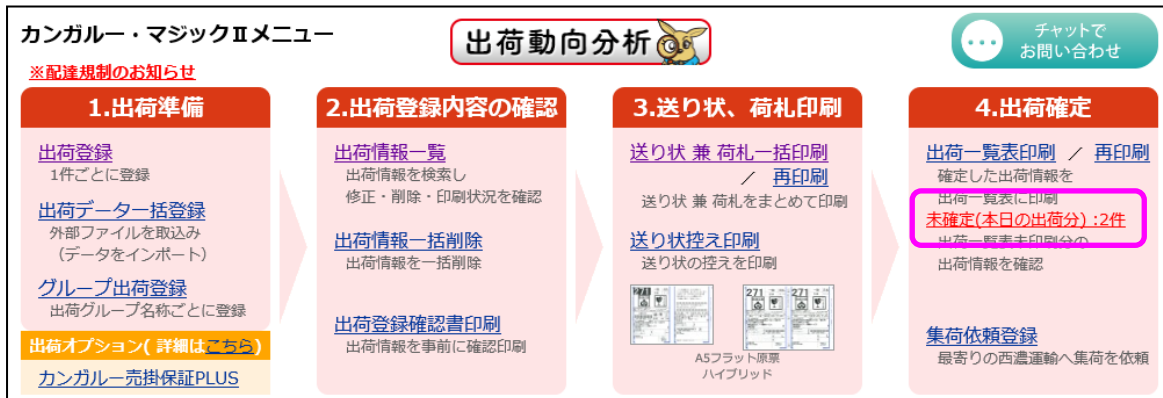 カンガルー・マジックⅡメニュー
出荷動向分析
チャットで
お問い合わせ
※配達規制のお知らせ
1.出荷準備
出荷登録
1件ごとに登録
出荷データ一括登録
外部ファイルを取込み
（データをインポート）
グループ出荷登録
出荷グループ名称ごとに登録
出荷オプション( 詳細はこちら)
カンガルー売掛保証PLUS
2.出荷登録内容の確認
出荷情報一覧
出荷情報を検索し
修正・削除・印刷状況を確認
出荷情報一括削除
出荷情報を一括削除
出荷登録確認書印刷
出荷情報を事前に確認印刷
3.送り状、荷札印刷
送り状 兼 荷札一括印刷
／ 再印刷
送り状 兼 荷札をまとめて印刷
送り状控え印刷
送り状の控えを印刷
271
271 271
A5フラット原票
ハイブリッド
4.出荷確定
出荷一覧表印刷 ／ 再印刷
確定した出荷情報を
出荷一覧表に印刷
未確定(本日の出荷分) :2件
出荷一覧表未印刷分の
出荷情報を確認
集荷依頼登録
最寄りの西濃運輸へ集荷を依頼